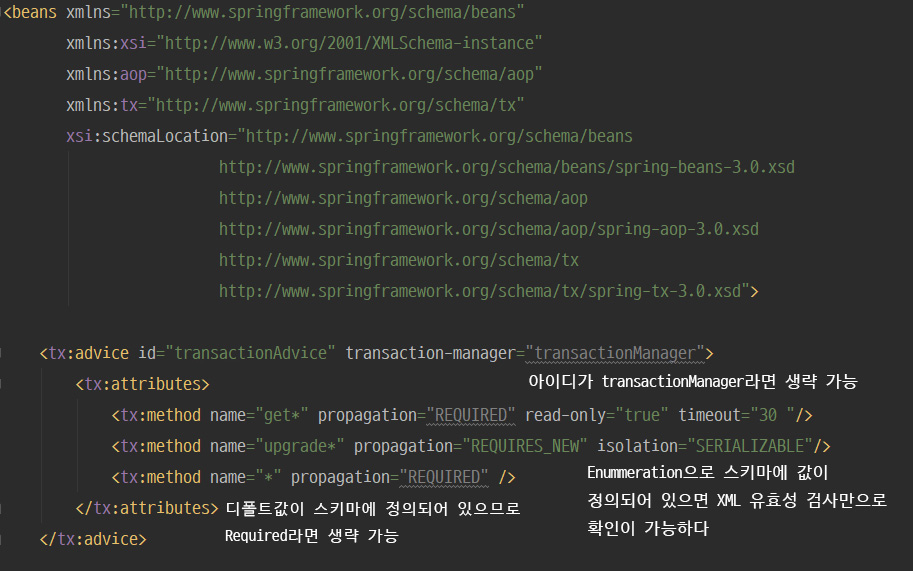 <beans xmlns="http://www.springframework.org/schema/beans"
xmlns:xsi="http://www.w3.org/2001/XMLSchema-instance"
xmlns:aop="http://www.springframework.org/schema/aop"
xmlns:tx="http://www.springframework.org/schema/tx"
xsi:schemaLocation="http://www.springframework.org/schema/beans
http://www.springframework.org/schema/beans/spring-beans-3.0.xsd
http://www.springframework.org/schema/aop
http://www.springframework.org/schema/aop/spring-aop-3.0.xsd
http://www.springframework.org/schema/tx
http://www.springframework.org/schema/tx/spring-tx-3.0.xsd">
<tx:advice id="transactionAdvice" transaction-manager="transactionManager">
<tx:attributes>
아이디가 transactionManager라면 생략 가능
<tx:method name="get*" propagation="REQUIRED" read-only="true" timeout="30 "/>
<tx:method name="upgrade*" propagation="REQUIRES_NEW" isolation="SERIALIZABLE"/>
<tx:method name="*" propagation="REQUIRED" />
Enummeration으로 스키마에 값이
정의되어 있으면 XML 유효성 검사만으로
확인이 가능하다
</tx:attributes>
디폴트값이 스키마에 정의되어 있으므로
Required라면 생략 가능
</tx:advice>